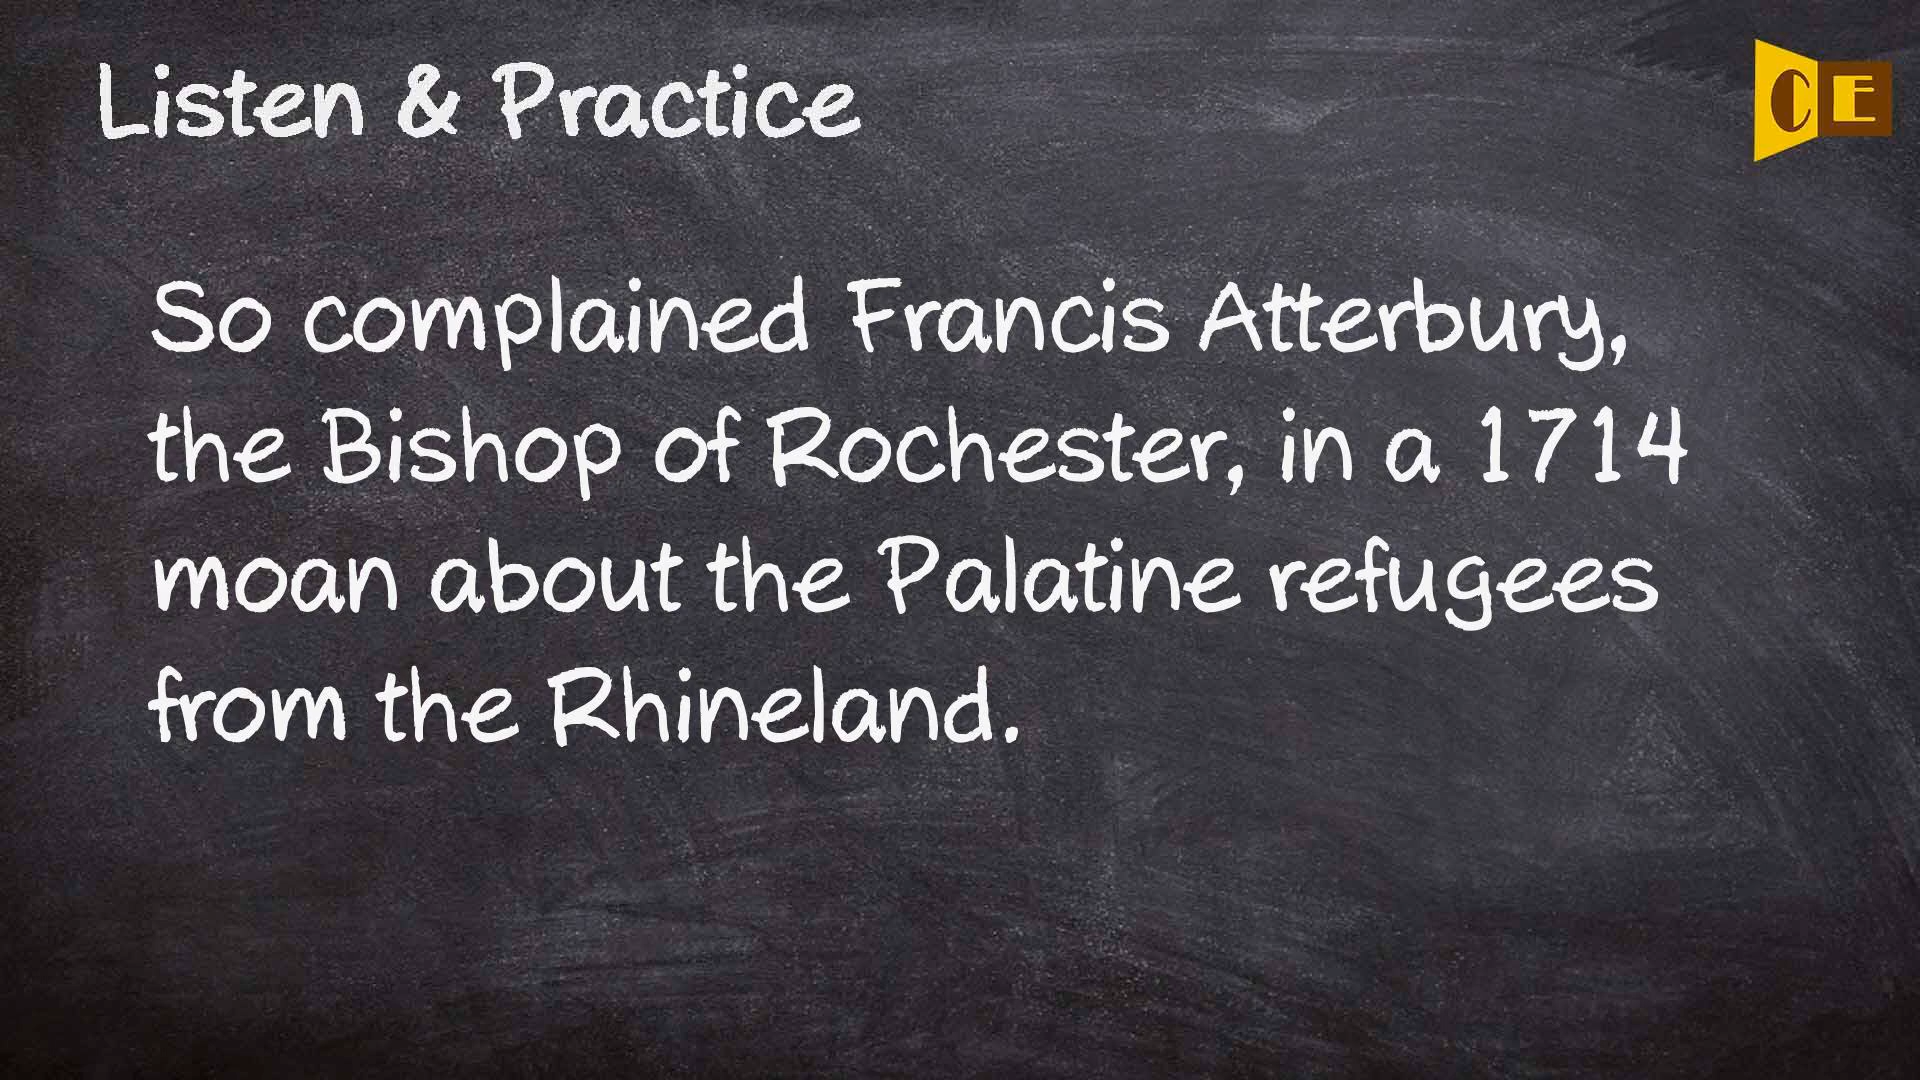 Listen & Practice
CE
So complained Francis Atterbury,
the Bishop of Rochester, in a 1714
moan about the Palatine refugees
from the Rhineland.